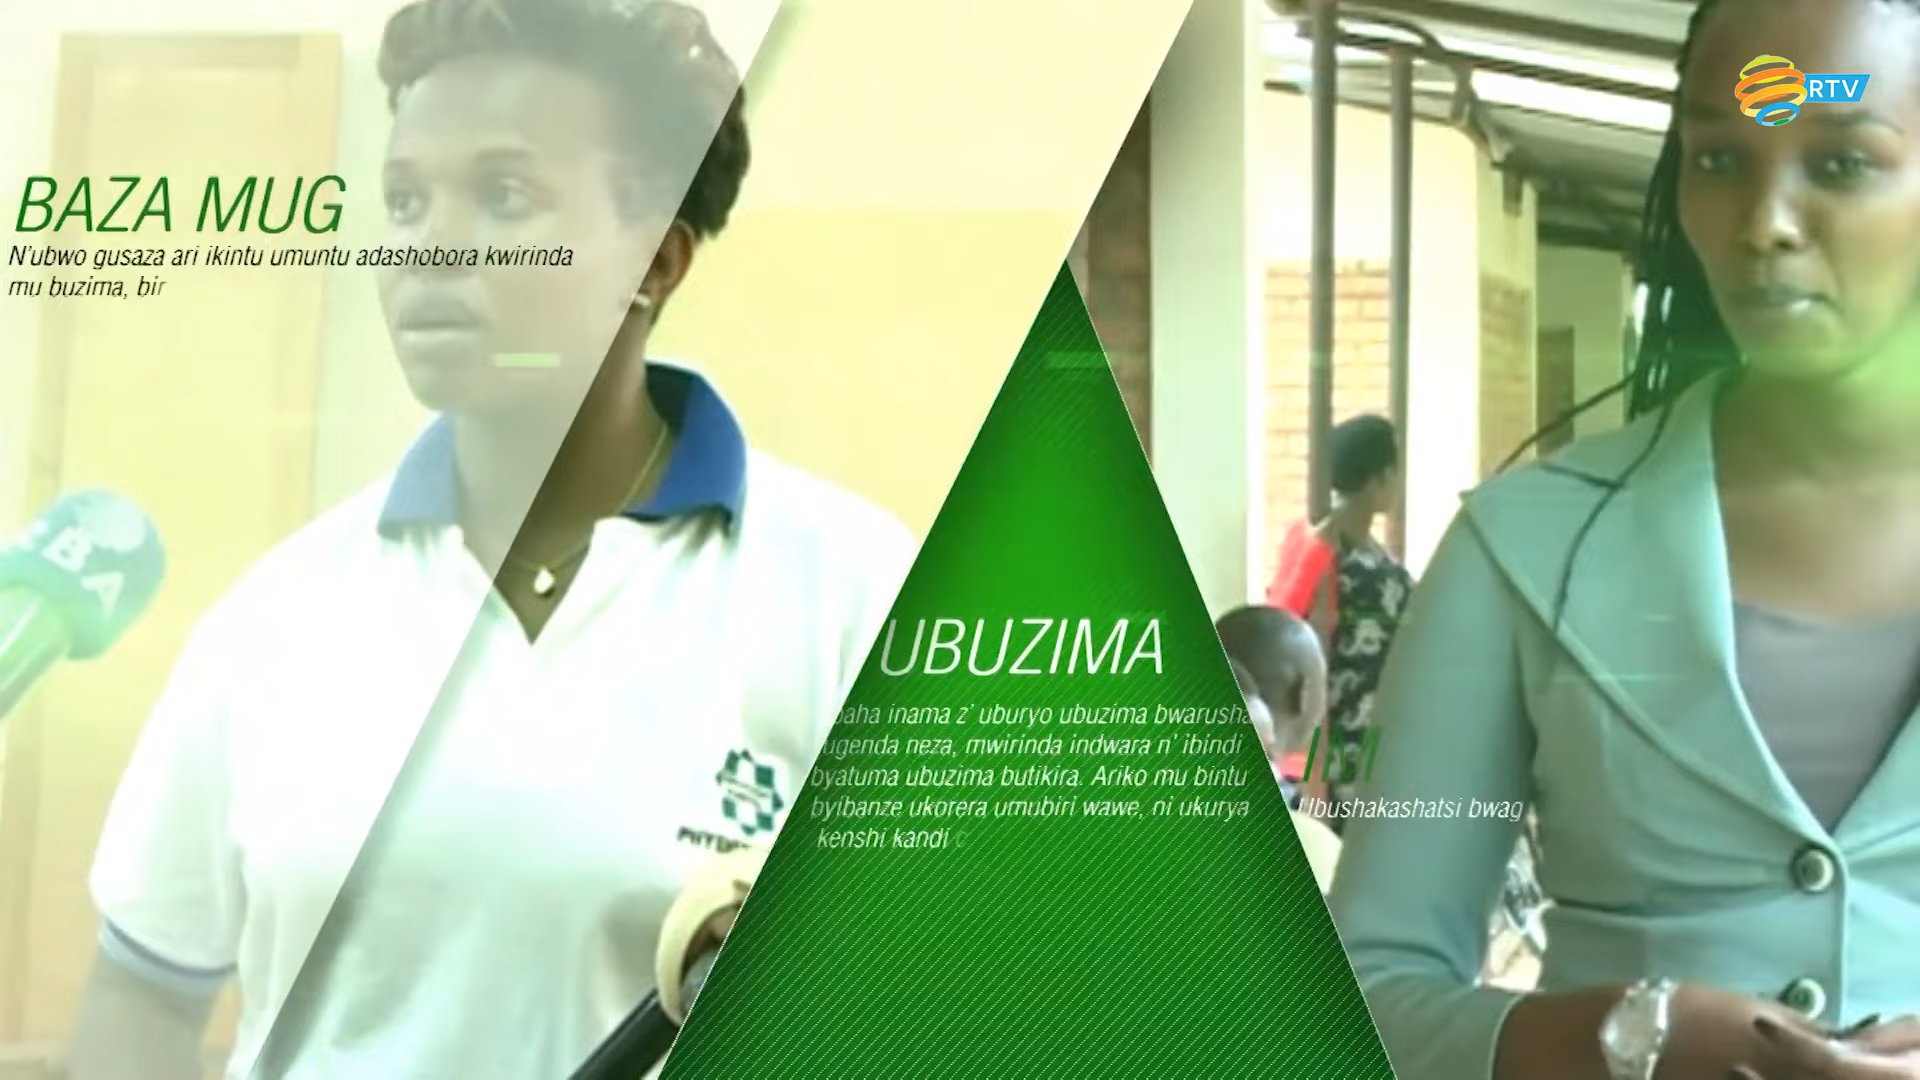 RTV
BAZA MUG
N'ubwo gusaza ari ikintu umuntu adashobora kwirinda
mu buzima, bir
BA
UBUZIMA
inama z' uburyo ubuzima bwarusha
neza, mwirinda indwara n' ibindi
byatuma ubuzima butikira. Ariko mu bintu
byibanze ukorera umubiri wawe, ni ukurya
kenshi kandi
Ubushakashatsi bwag